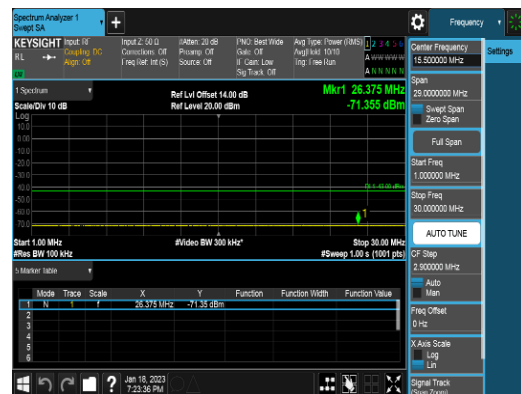 Spectrum Analyzer 1
Swept SA
Frequency
KEYSIGHT Input: RF
RL
Coupling: DC
Align: Off
Input Z: 50 Ω
Corrections: Off
Freq Ref: Int (S)
#Atten: 20 dB
Preamp: Off
Source: Off
PNO: Best Wide
Gate: Off
IF Gain: Low
Sig Track: Off
Avg Type: Power (RMS)
Avg|Hold: 10/10
Trig: Free Run
1 2 3 4 5 6
A W W W W W
A N N N N N
1 Spectrum
Scale/Div 10 dB
Ref Lvl Offset 14.00 dB
Ref Level 20.00 dBm
Mkr1 26.375 MHz
-71.355 dBm
Log
10.0
0.00
-10.0
-20.0
-30.0
-40.0
-50.0
-60.0
-70.0
DL1 -43.00 dBm
1
Start 1.00 MHz
#Res BW 100 kHz
#Video BW 300 kHz*
Stop 30.00 MHz
#Sweep 1.00 s (1001 pts)
5 Marker Table
Mode Trace Scale X Y Function Function Width Function Value
1 N 1 f 26.375 MHz -71.35 dBm
2
3
4
5
6
Jan 18, 2023
7:23:36 PM
Center Frequency
15.500000 MHz
Settings
Span
29.0000000 MHz
Swept Span
Zero Span
Full Span
Start Freq
1.000000 MHz
Stop Freq
30.000000 MHz
AUTO TUNE
CF Step
2.900000 MHz
Auto
Man
Freq Offset
0 Hz
X Axis Scale
Log
Lin
Signal Track
(Span Zoom)